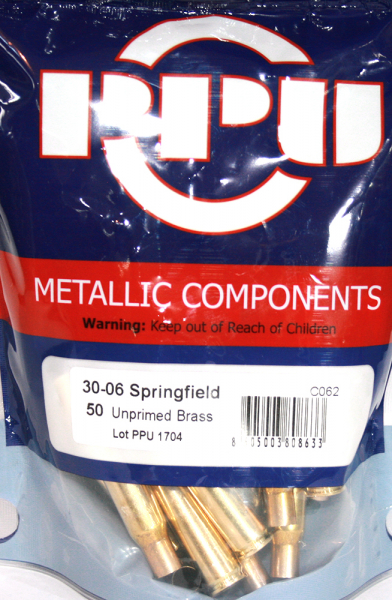 PPU
METALLIC COMPONENTS
Warning: Keep out of Reach of Children
30-06 Springfield
50 Unprimed Brass
Lot PPU 1704
C062